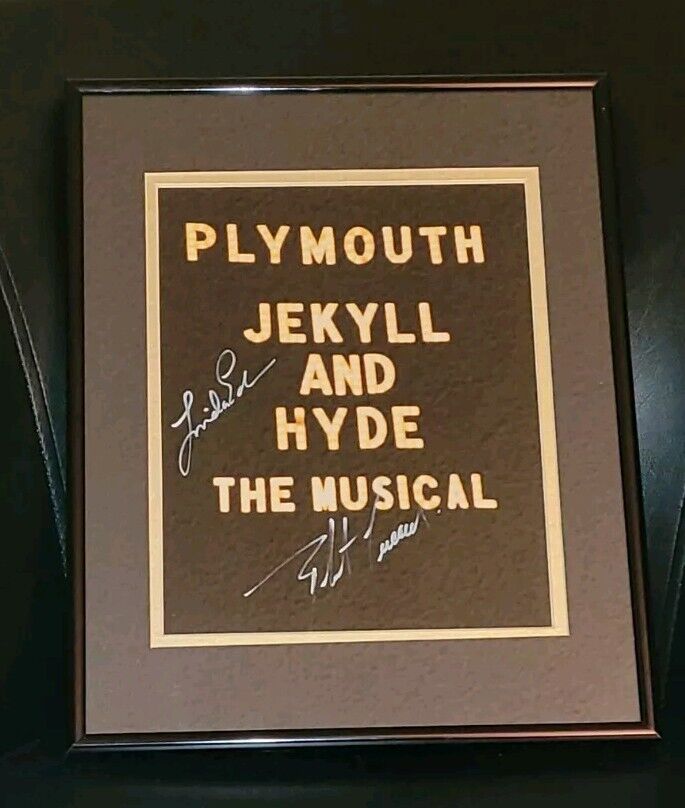 PLYMOUTH
JEKYLL
AND
HYDE
THE MUSICAL